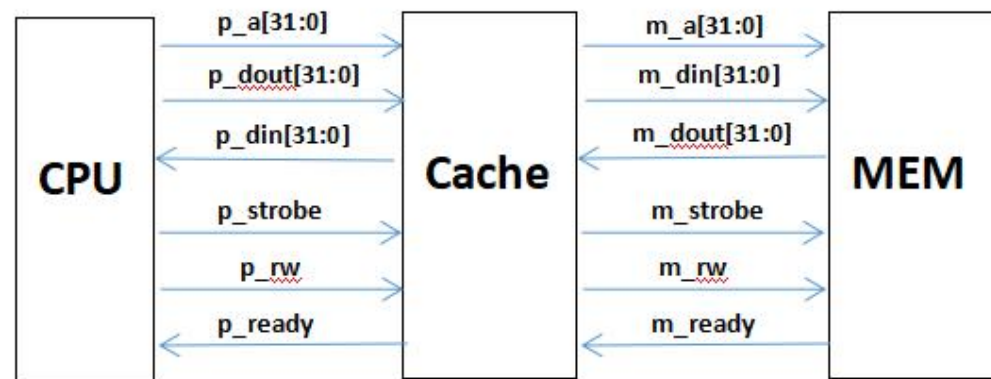 p_a[31:0]
m_a[31:0]
p_dout[31:0]
m_din[31:0]
p_din[31:0]
m_dout[31:0]
CPU
Cache
MEM
p_strobe
m_strobe
p_rw
m_rw
p_ready
m_ready